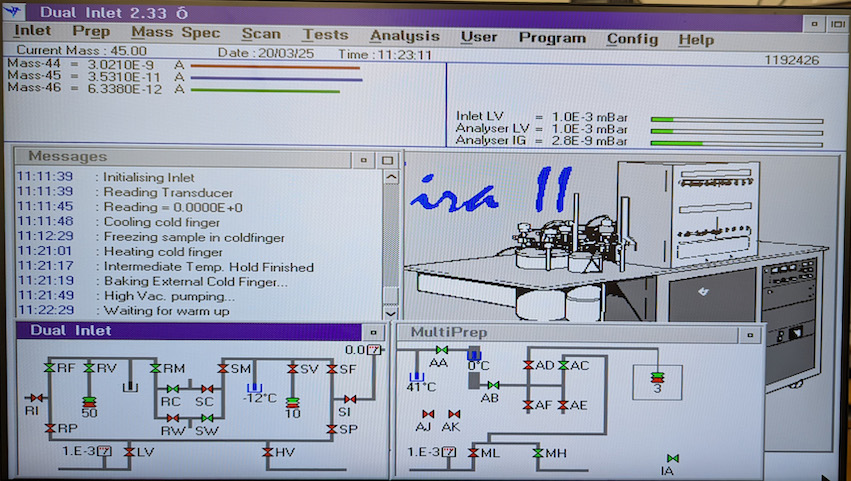 Dual Inlet 2.33 Ó
Inlet Prep Mass Spec Scan Tests Analysis User Program Config Help
Current Mass : 45.00 Date : 20/03/25 Time : 11:23:11 1192426
Mass-44 = 3.0210E-9 A
Mass-45 = 3.5310E-11 A
Mass-46 = 6.3380E-12 A
Inlet LV = 1.0E-3 mBar
Analyser LV = 1.0E-3 mBar
Analyser IG = 2.8E-9 mBar
Messages
11:11:39 : Initialising Inlet
11:11:39 : Reading Transducer
11:11:45 : Reading = 0.0000E+0
11:11:48 : Cooling cold finger
11:12:29 : Freezing sample in coldfinger
11:21:01 : Heating cold finger
11:21:17 : Intermediate Temp. Hold Finished
11:21:19 : Baking External Cold Finger...
11:21:49 : High Vac. pumping...
11:22:29 : Waiting for warm up
ira II
Dual Inlet
0.0
RF RV RM SM SV SF
RC SC -12°C
RI 50 10 SI
RP RW SW SP
1.E-3 LV HV
MultiPrep
AA 0°C AD AC
41°C AB 3
AF AE
AJ AK
1.E-3 ML MH
IA